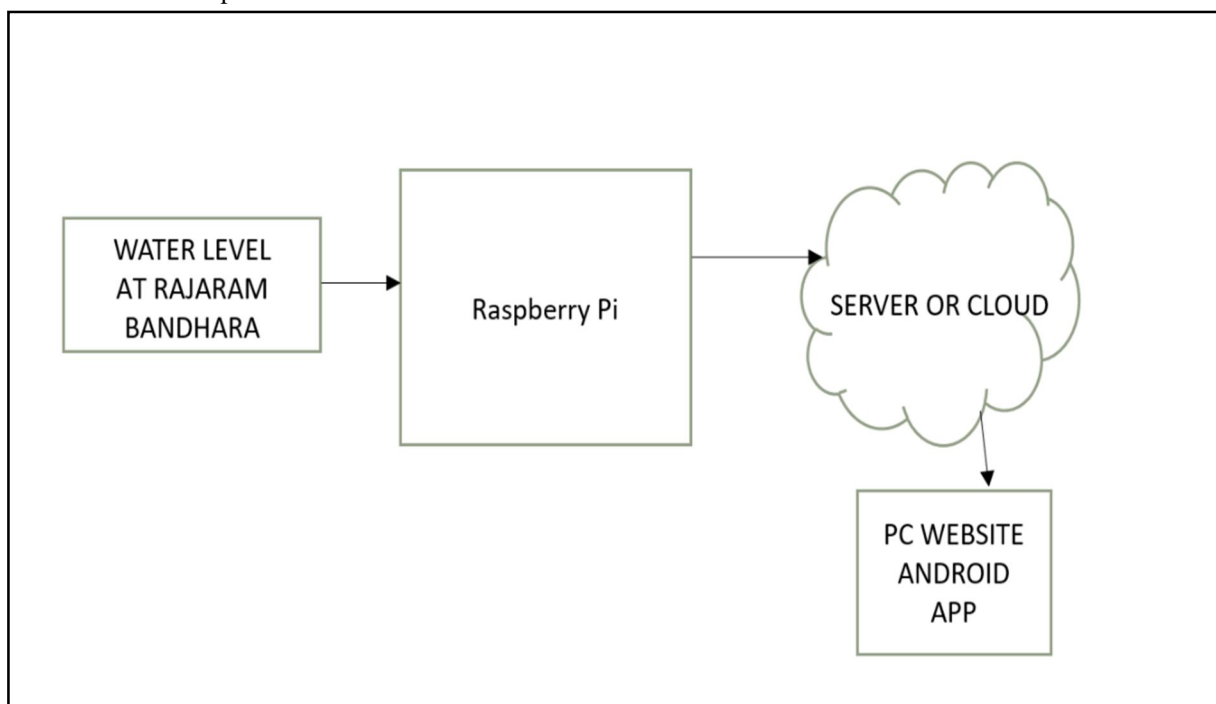 WATER LEVEL
AT RAJARAM
BANDHARA
Raspberry Pi
SERVER OR CLOUD
PC WEBSITE
ANDROID
APP